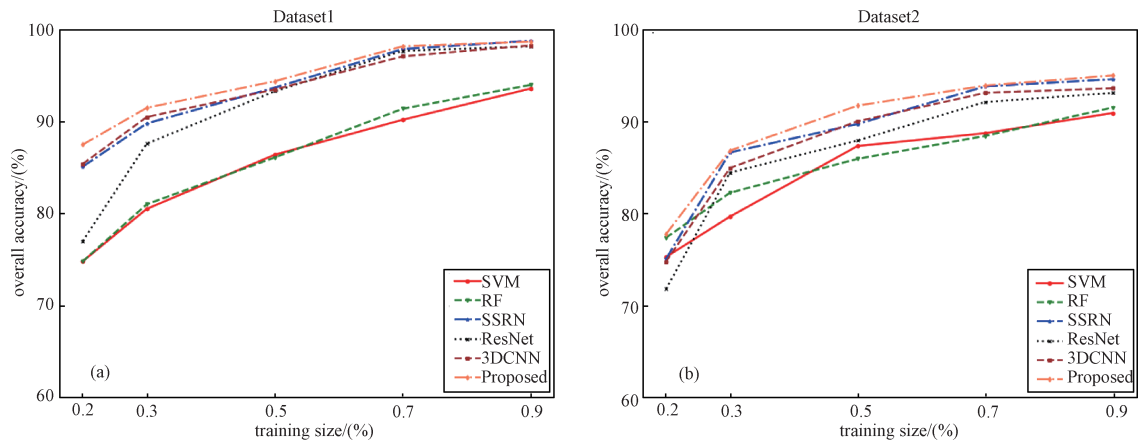 Dataset1
100
90
80
70
60
overall accuracy/(%)
(a)
SVM
RF
SSRN
ResNet
3DCNN
Proposed
0.2 0.3 0.5 0.7 0.9
training size/(%)
Dataset2
100
90
80
70
60
overall accuracy/(%)
(b)
SVM
RF
SSRN
ResNet
3DCNN
Proposed
0.2 0.3 0.5 0.7 0.9
training size/(%)